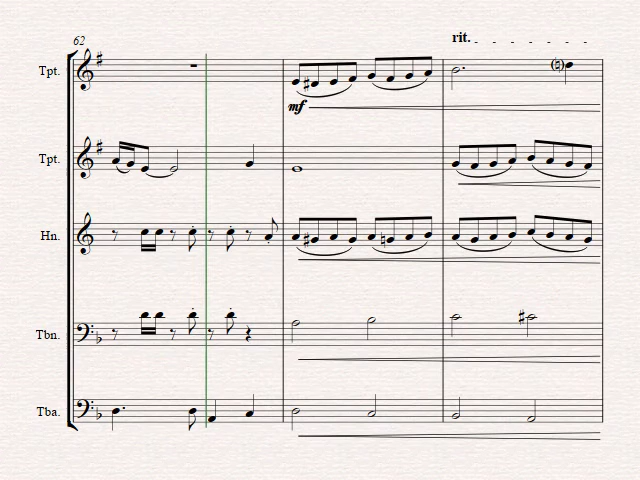 62
rit.
Tpt.
mf
Tpt.
Hn.
Tbn.
Tba.